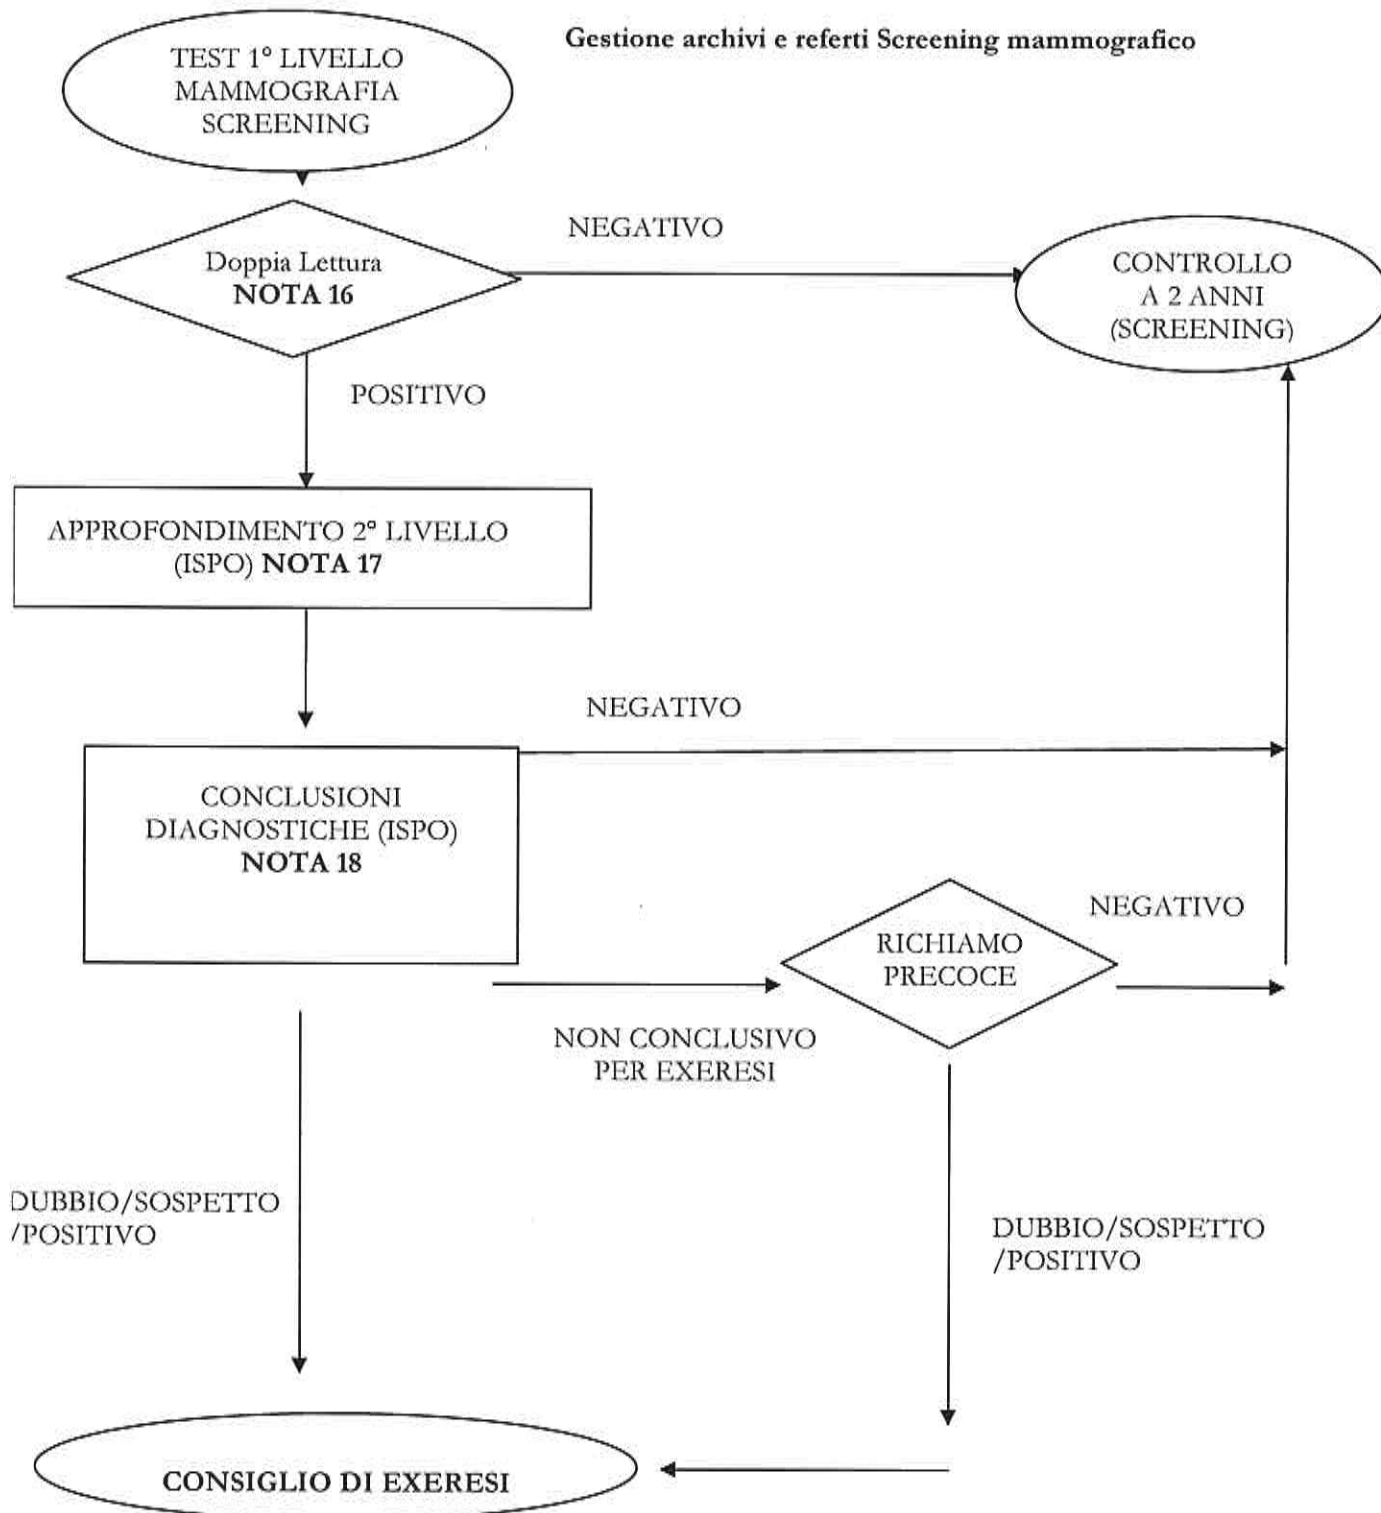 Gestione archivi e referti Screening mammografico
TEST 1° LIVELLO
MAMMOGRAFIA
SCREENING
Doppia Lettura
NOTA 16
NEGATIVO
CONTROLLO
A 2 ANNI
(SCREENING)
POSITIVO
APPROFONDIMENTO 2° LIVELLO
(ISPO) NOTA 17
NEGATIVO
CONCLUSIONI
DIAGNOSTICHE (ISPO)
NOTA 18
NEGATIVO
RICHIAMO
PRECOCE
NON CONCLUSIVO
PER EXERESI
DUBBIO/SOSPETTO
/POSITIVO
DUBBIO/SOSPETTO
/POSITIVO
CONSIGLIO DI EXERESI